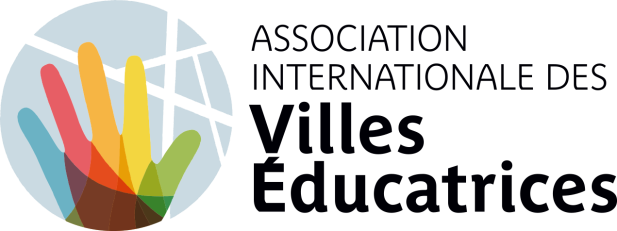 ASSOCIATION
INTERNATIONALE DES
Villes
Éducatrices